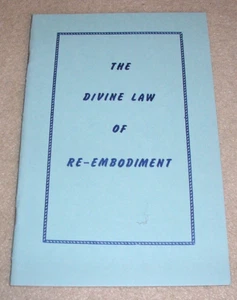 THE
DIVINE LAW
OF
RE-EMBODIMENT